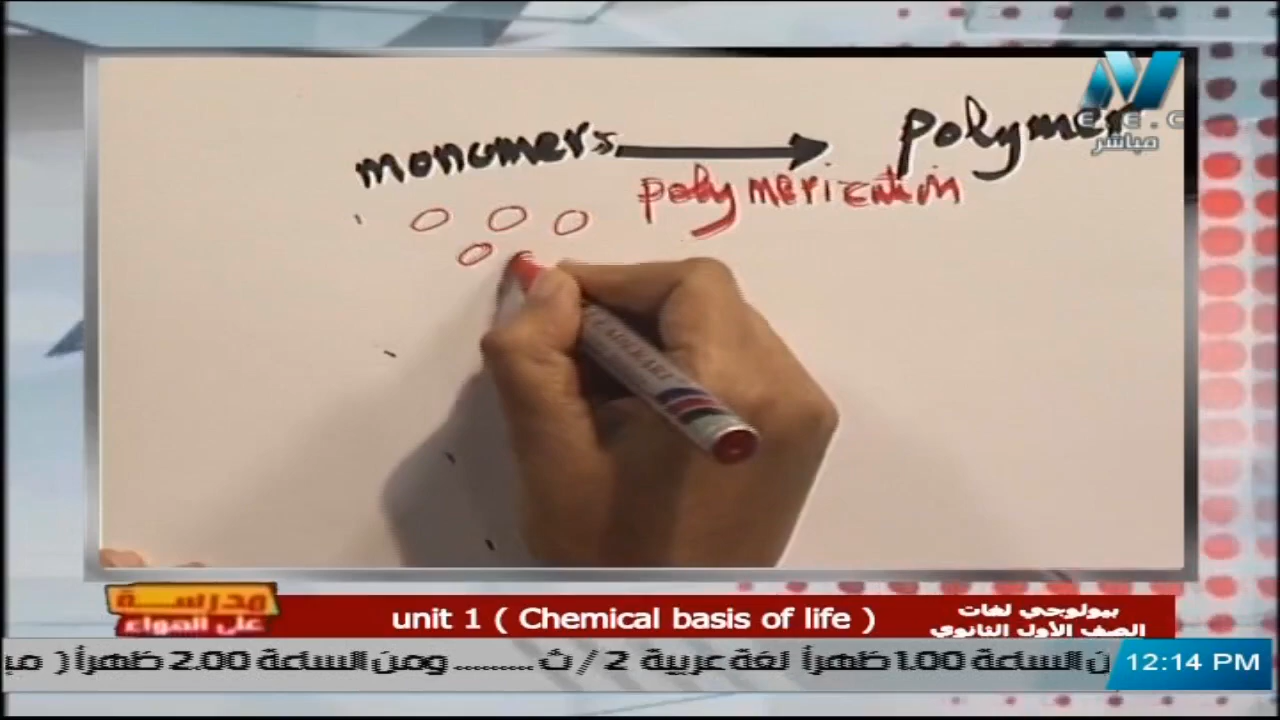 monomers
polymer
E E . C
مباشر
polymerization
مدرسة
على الهواء
unit 1 ( Chemical basis of life )
بيولوجي لغات
الصف الأول الثانوي
ن الساعة 1.00 ظهراً لغة عربية 2 / ث ......... ومن الساعة 2.00 ظهراً (
12:14 PM